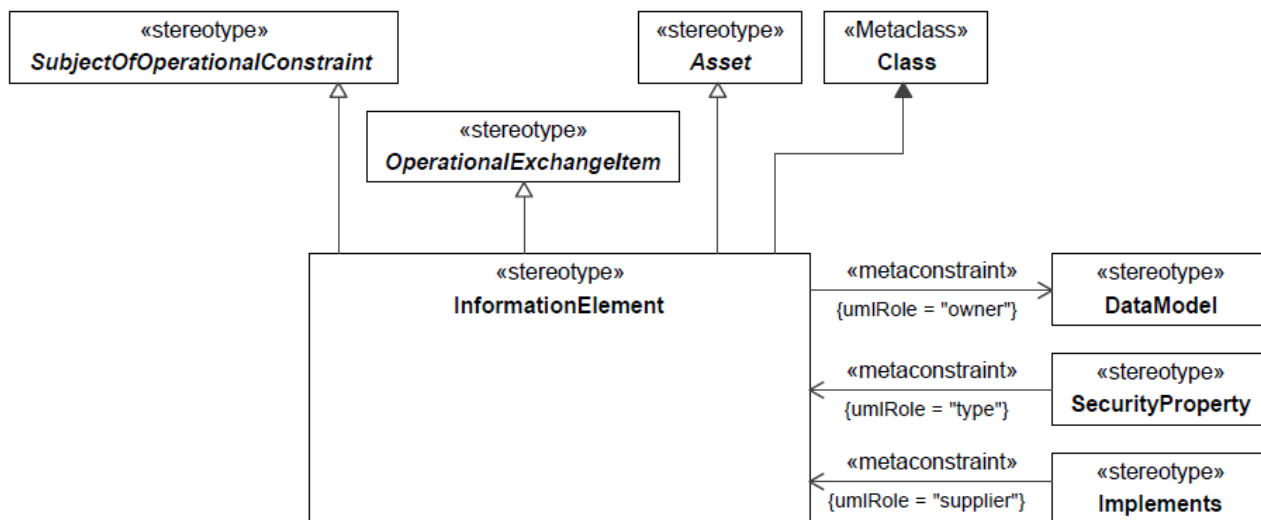 «stereotype»
SubjectOfOperationalConstraint
«stereotype»
Asset
«Metaclass»
Class
«stereotype»
OperationalExchangeItem
«stereotype»
InformationElement
«metaconstraint»
{umlRole = "owner"}
«stereotype»
DataModel
«metaconstraint»
{umlRole = "type"}
«stereotype»
SecurityProperty
«metaconstraint»
{umlRole = "supplier"}
«stereotype»
Implements